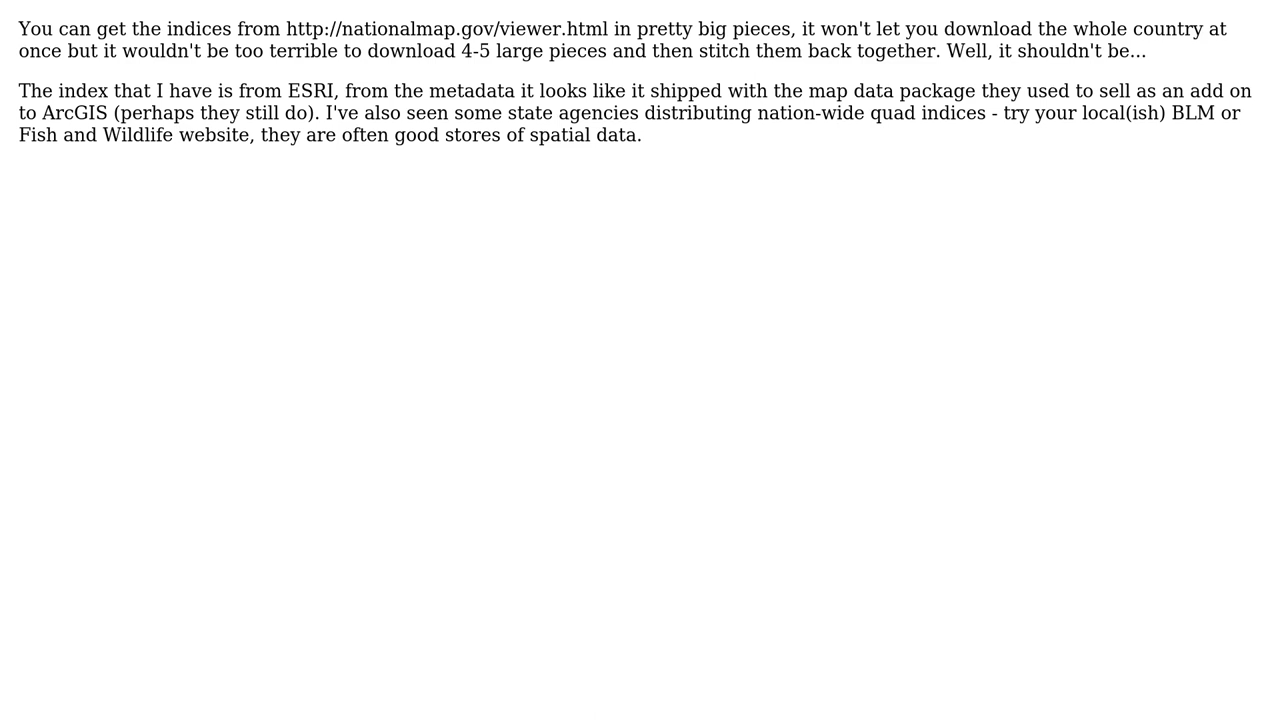 You can get the indices from http://nationalmap.gov/viewer.html in pretty big pieces, it won't let you download the whole country at
once but it wouldn't be too terrible to download 4-5 large pieces and then stitch them back together. Well, it shouldn't be...
The index that I have is from ESRI, from the metadata it looks like it shipped with the map data package they used to sell as an add on
to ArcGIS (perhaps they still do). I've also seen some state agencies distributing nation-wide quad indices - try your local(ish) BLM or
Fish and Wildlife website, they are often good stores of spatial data.